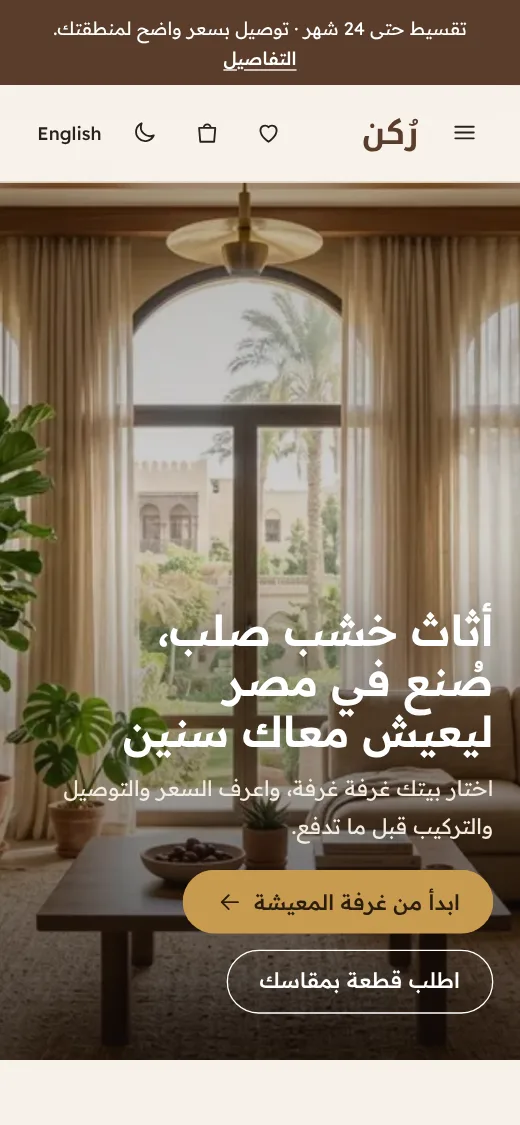 تقسيط حتى 24 شهر · توصيل بسعر واضح لمنطقتك.
التفاصيل
رُكن
English
أثاث خشب صلب،
صُنع في مصر
ليعيش معاك سنين
اختار بيتك غرفة غرفة، واعرف السعر والتوصيل
والتركيب قبل ما تدفع.
ابدأ من غرفة المعيشة ←
اطلب قطعة بمقاسك